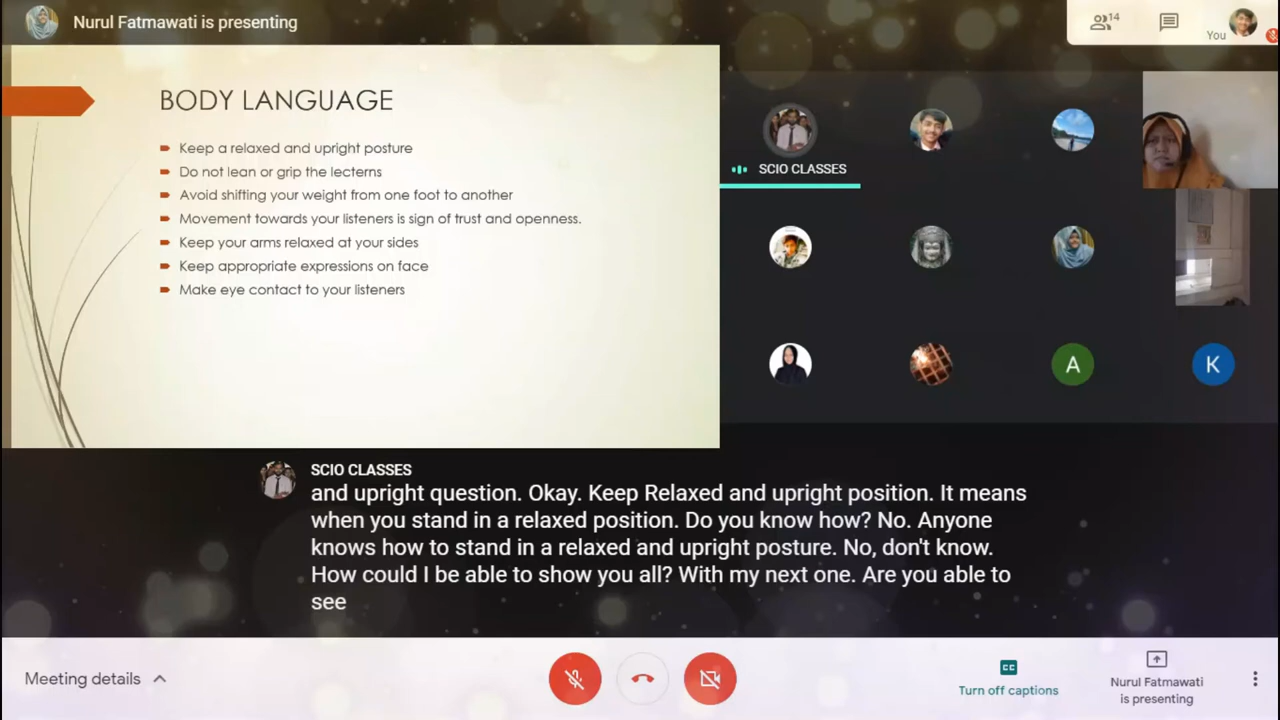 Nurul Fatmawati is presenting
14
You
BODY LANGUAGE
Keep a relaxed and upright posture
Do not lean or grip the lecterns
Avoid shifting your weight from one foot to another
Movement towards your listeners is sign of trust and openness.
Keep your arms relaxed at your sides
Keep appropriate expressions on face
Make eye contact to your listeners
SCIO CLASSES
A
K
SCIO CLASSES
and upright question. Okay. Keep Relaxed and upright position. It means
when you stand in a relaxed position. Do you know how? No. Anyone
knows how to stand in a relaxed and upright posture. No, don't know.
How could I be able to show you all? With my next one. Are you able to
see
Meeting details
CC
Turn off captions
Nurul Fatmawati
is presenting